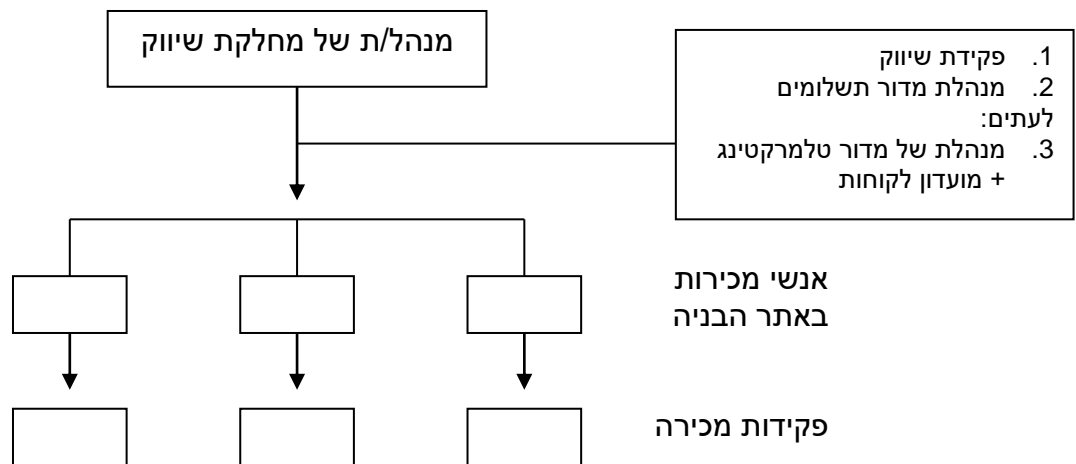 מנהל/ת של מחלקת שיווק
1. פקידת שיווק
2. מנהלת מדור תשלומים
לעתים:
3. מנהלת של מדור טלמרקטינג
+ מועדון לקוחות
אנשי מכירות
באתר הבניה
פקידות מכירה